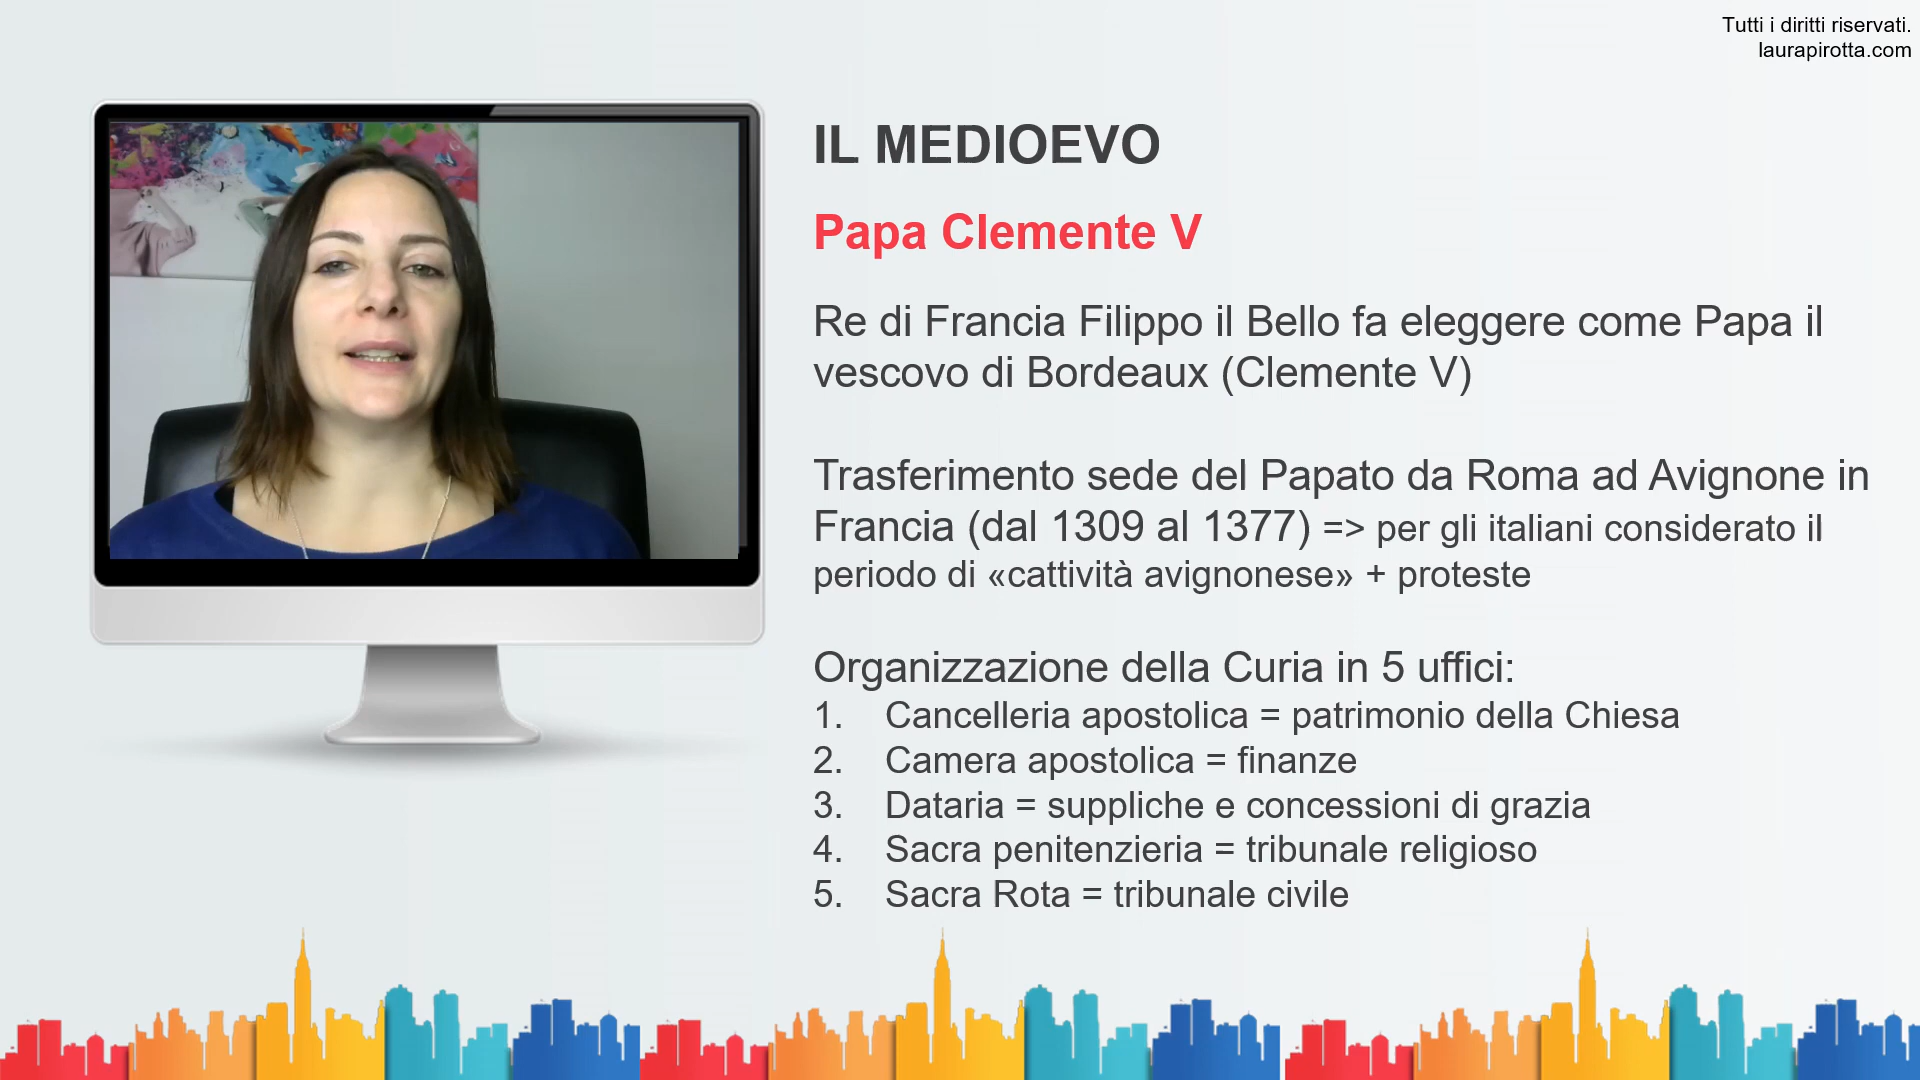 Tutti i diritti riservati.
laurapirotta.com
IL MEDIOEVO
Papa Clemente V
Re di Francia Filippo il Bello fa eleggere come Papa il
vescovo di Bordeaux (Clemente V)
Trasferimento sede del Papato da Roma ad Avignone in
Francia (dal 1309 al 1377) => per gli italiani considerato il
periodo di «cattività avignonese» + proteste
Organizzazione della Curia in 5 uffici:
1. Cancelleria apostolica = patrimonio della Chiesa
2. Camera apostolica = finanze
3. Dataria = suppliche e concessioni di grazia
4. Sacra penitenzieria = tribunale religioso
5. Sacra Rota = tribunale civile